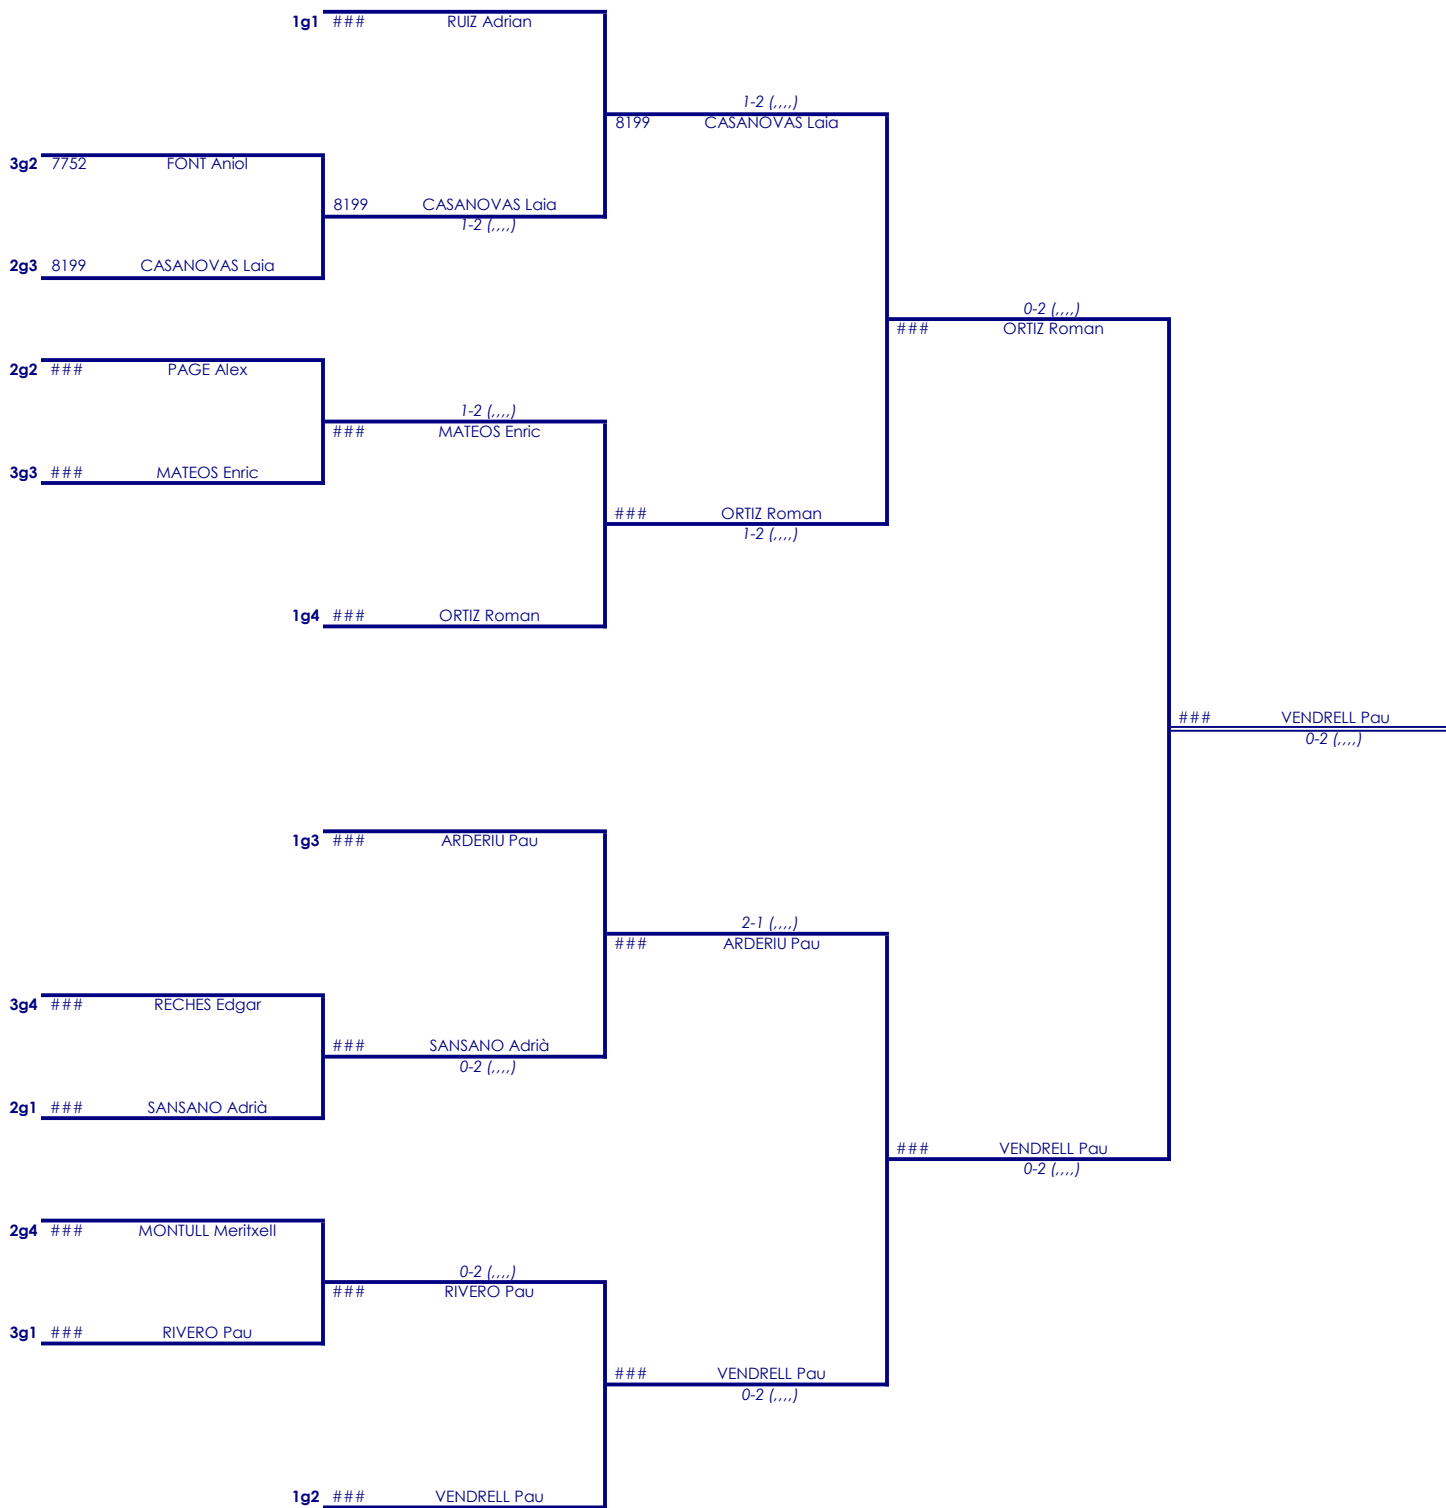 1g1 ### RUIZ Adrian
1-2 (,,,,)
8199 CASANOVAS Laia
3g2 7752 FONT Aniol
8199 CASANOVAS Laia
1-2 (,,,,)
2g3 8199 CASANOVAS Laia
0-2 (,,,,)
### ORTIZ Roman
2g2 ### PAGE Alex
1-2 (,,,,)
### MATEOS Enric
3g3 ### MATEOS Enric
### ORTIZ Roman
1-2 (,,,,)
1g4 ### ORTIZ Roman
### VENDRELL Pau
0-2 (,,,,)
1g3 ### ARDERIU Pau
2-1 (,,,,)
### ARDERIU Pau
3g4 ### RECHES Edgar
### SANSANO Adrià
0-2 (,,,,)
2g1 ### SANSANO Adrià
### VENDRELL Pau
0-2 (,,,,)
2g4 ### MONTULL Meritxell
0-2 (,,,,)
### RIVERO Pau
3g1 ### RIVERO Pau
### VENDRELL Pau
0-2 (,,,,)
1g2 ### VENDRELL Pau